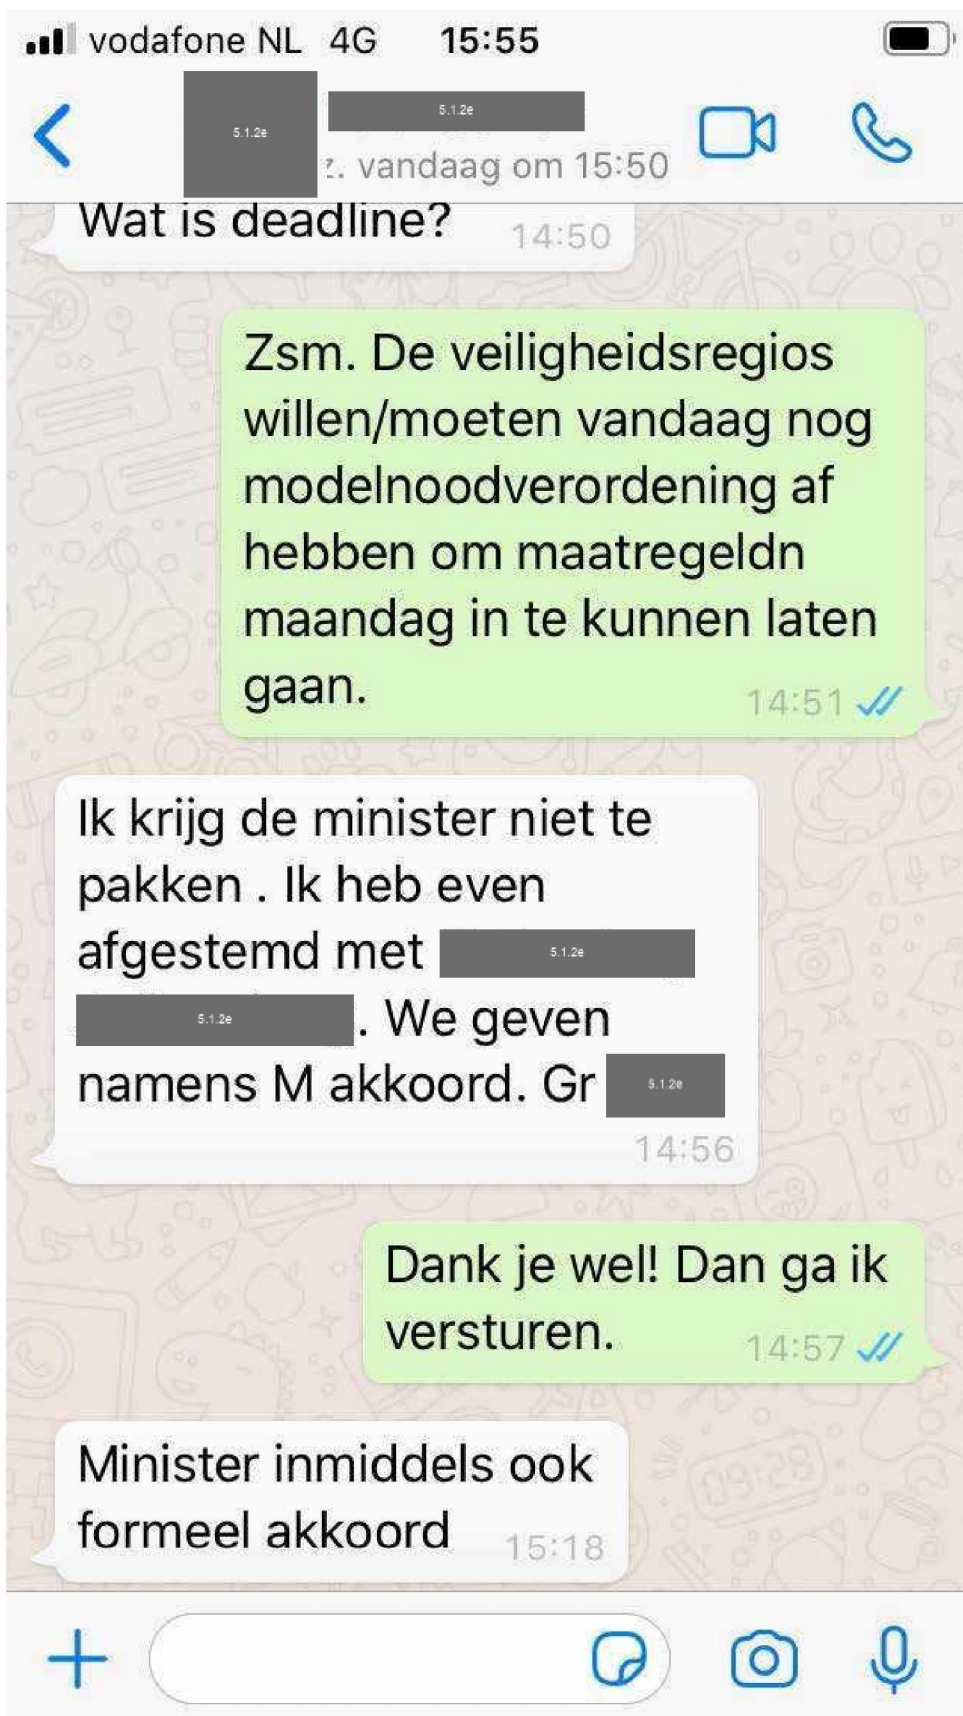 vodafone NL 4G 15:55
5.1.2e
5.1.2e
z. vandaag om 15:50
Wat is deadline? 14:50
Zsm. De veiligheidsregios
willen/moeten vandaag nog
modelnoodverordening af
hebben om maatregeldn
maandag in te kunnen laten
gaan. 14:51
Ik krijg de minister niet te
pakken . Ik heb even
afgestemd met 5.1.2e
5.1.2e . We geven
namens M akkoord. Gr 5.1.2e
14:56
Dank je wel! Dan ga ik
versturen. 14:57
Minister inmiddels ook
formeel akkoord 15:18